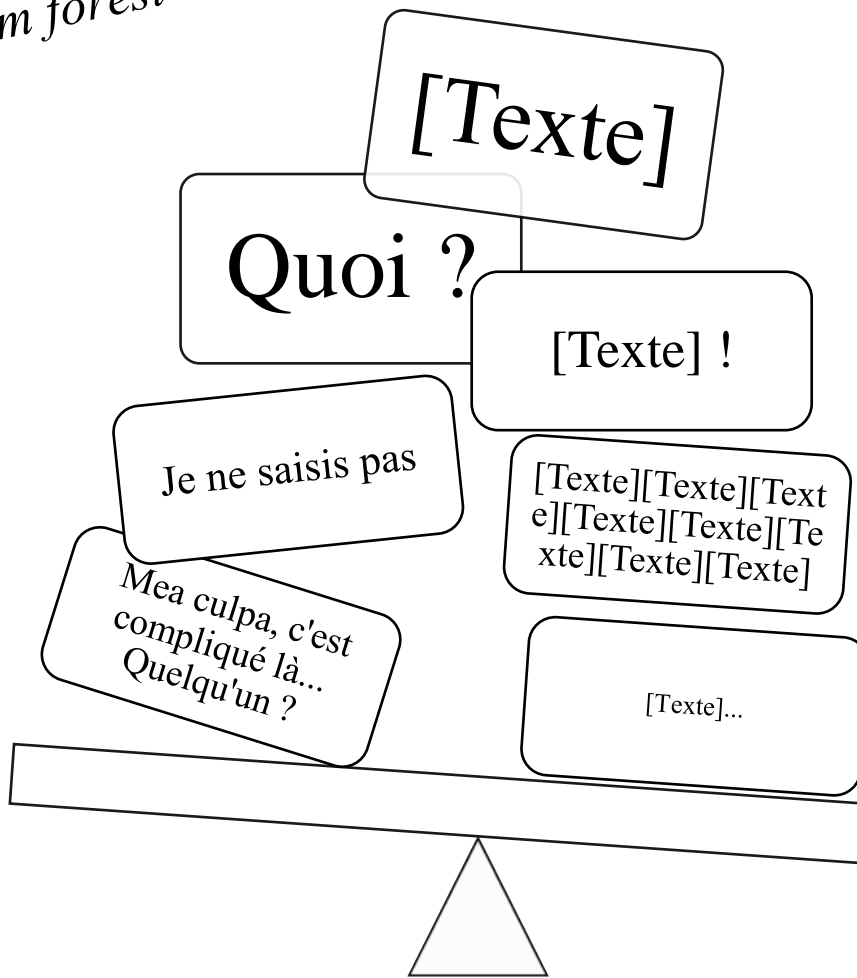 m forest
[Texte]
Quoi ?
[Texte] !
Je ne saisis pas
[Texte][Texte][Text
e][Texte][Texte][Te
xte][Texte][Texte]
Mea culpa, c'est
compliqué là...
Quelqu'un ?
[Texte]...